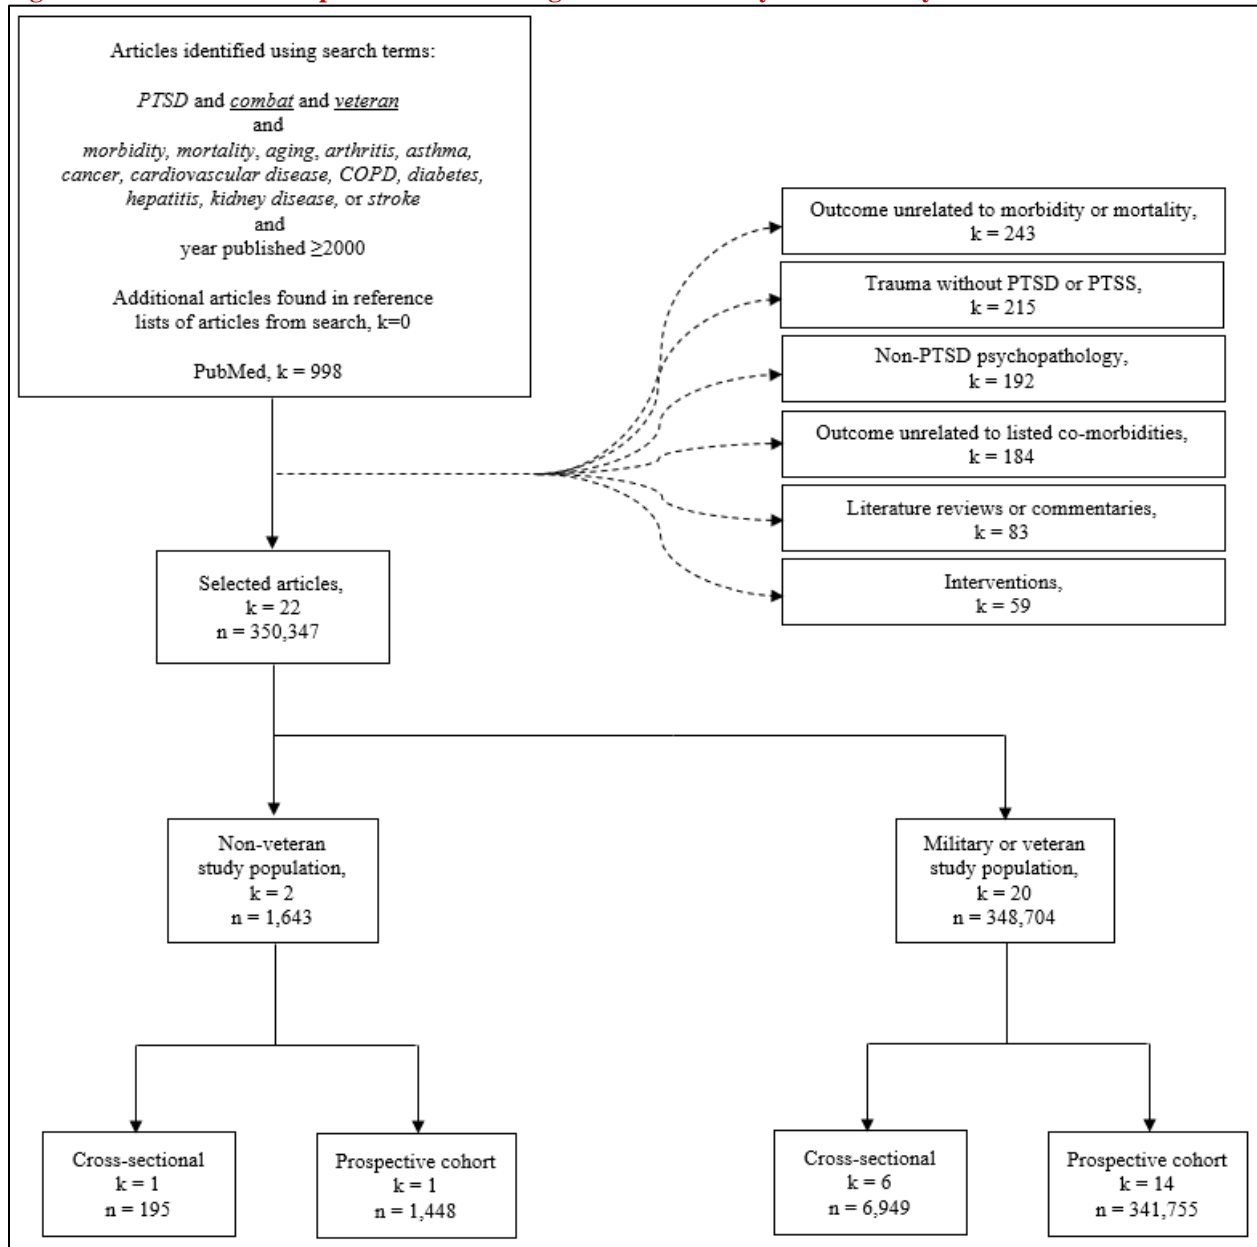 Articles identified using search terms:
PTSD and combat and veteran
and
morbidity, mortality, aging, arthritis, asthma,
cancer, cardiovascular disease, COPD, diabetes,
hepatitis, kidney disease, or stroke
and
year published ≥2000
Additional articles found in reference
lists of articles from search, k=0
PubMed, k = 998
Outcome unrelated to morbidity or mortality,
k = 243
Trauma without PTSD or PTSS,
k = 215
Non-PTSD psychopathology,
k = 192
Outcome unrelated to listed co-morbidities,
k = 184
Literature reviews or commentaries,
k = 83
Interventions,
k = 59
Selected articles,
k = 22
n = 350,347
Non-veteran
study population,
k = 2
n = 1,643
Military or veteran
study population,
k = 20
n = 348,704
Cross-sectional
k = 1
n = 195
Prospective cohort
k = 1
n = 1,448
Cross-sectional
k = 6
n = 6,949
Prospective cohort
k = 14
n = 341,755